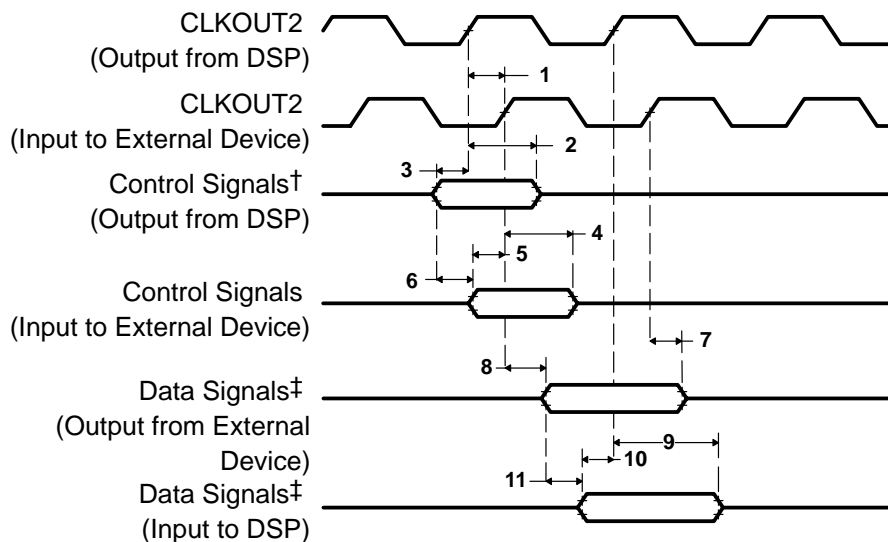 CLKOUT2
(Output from DSP)
1
CLKOUT2
(Input to External Device)
2
3
Control Signals†
(Output from DSP)
4
5
6
Control Signals
(Input to External Device)
7
8
Data Signals‡
(Output from External
Device)
9
10
11
Data Signals‡
(Input to DSP)